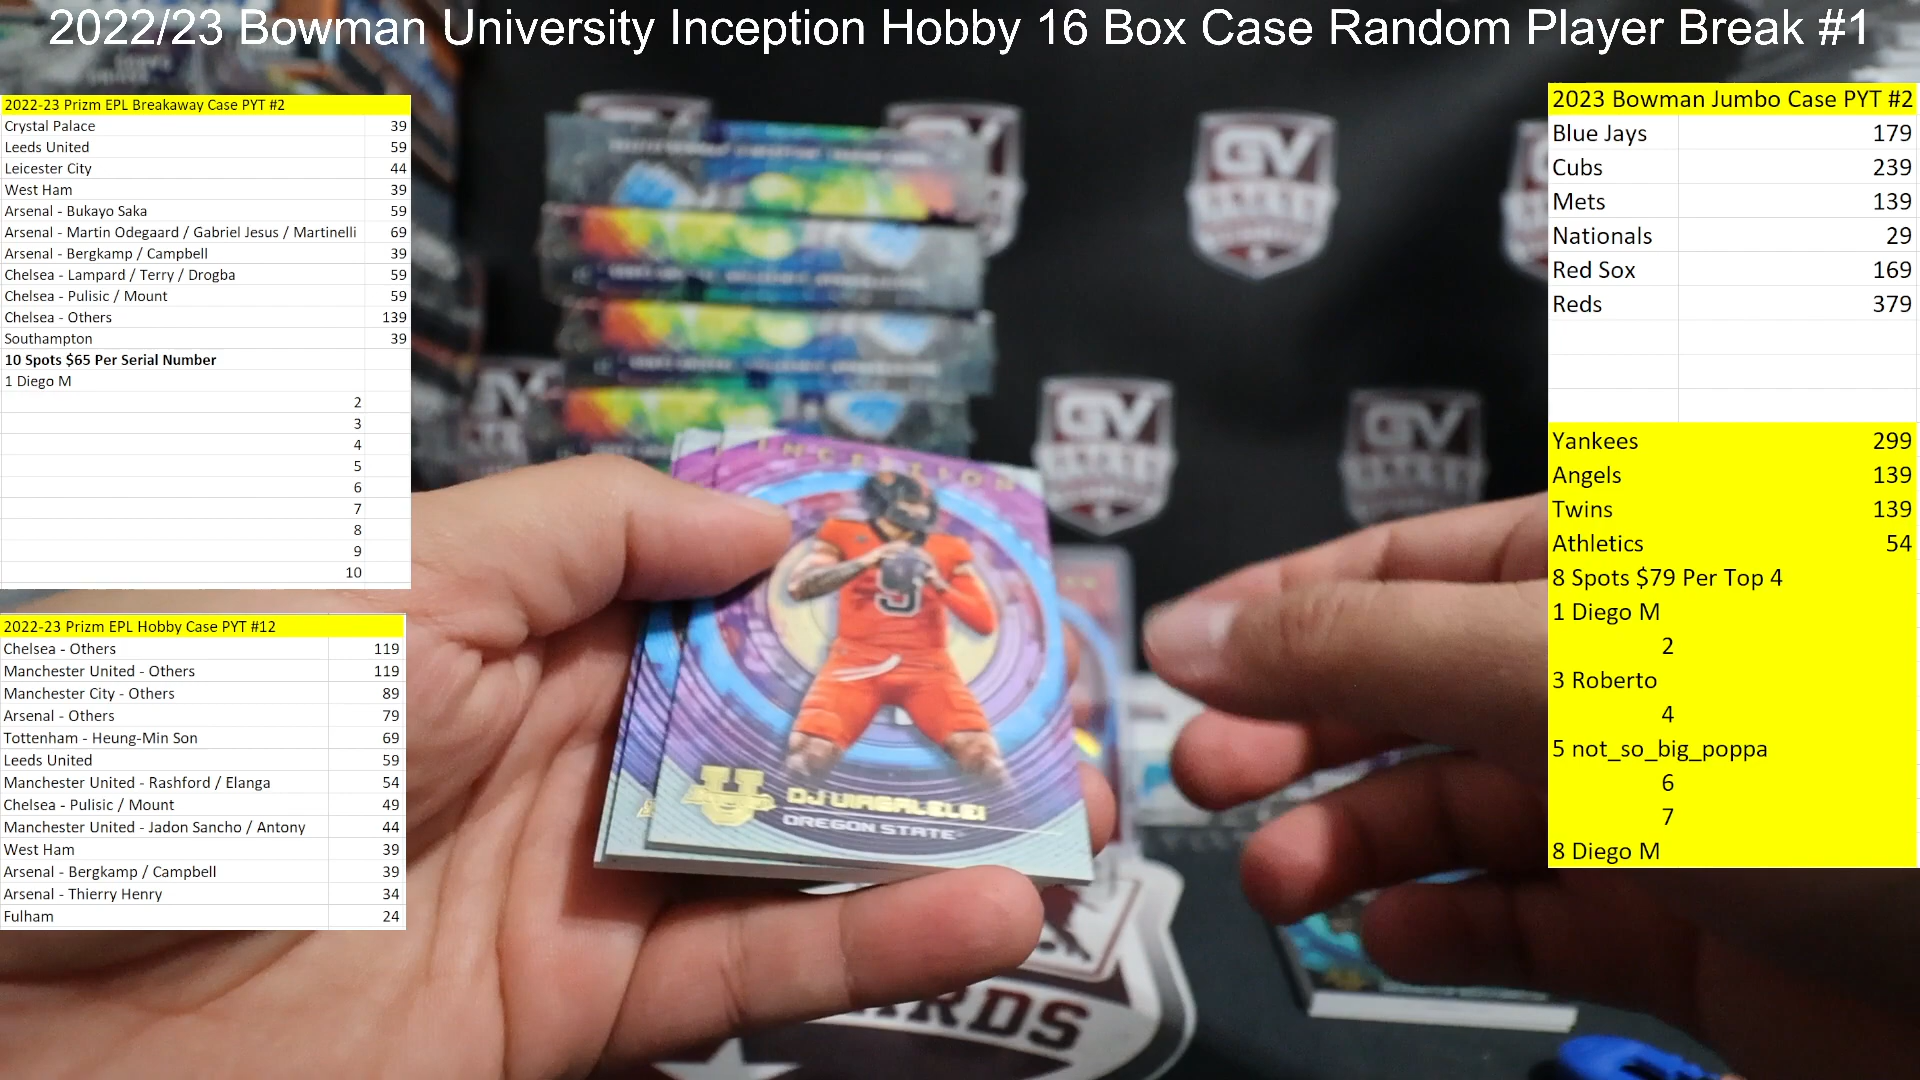 2022/23 Bowman University Inception Hobby 16 Box Case Random Player Break #1
2022-23 Prizm EPL Breakaway Case PYT #2
Crystal Palace 39
Leeds United 59
Leicester City 44
West Ham 39
Arsenal - Bukayo Saka 59
Arsenal - Martin Odegaard / Gabriel Jesus / Martinelli 69
Arsenal - Bergkamp / Campbell 39
Chelsea - Lampard / Terry / Drogba 59
Chelsea - Pulisic / Mount 59
Chelsea - Others 139
Southampton 39
10 Spots $65 Per Serial Number
1 Diego M
2
3
4
5
6
7
8
9
10
2022-23 Prizm EPL Hobby Case PYT #12
Chelsea - Others 119
Manchester United - Others 119
Manchester City - Others 89
Arsenal - Others 79
Tottenham - Heung-Min Son 69
Leeds United 59
Manchester United - Rashford / Elanga 54
Chelsea - Pulisic / Mount 49
Manchester United - Jadon Sancho / Antony 44
West Ham 39
Arsenal - Bergkamp / Campbell 39
Arsenal - Thierry Henry 34
Fulham 24
INCEPTION
9
DJ UIAGALELEI
OREGON STATE
GV
GV
GV
GV
2023 Bowman Jumbo Case PYT #2
Blue Jays 179
Cubs 239
Mets 139
Nationals 29
Red Sox 169
Reds 379
Yankees 299
Angels 139
Twins 139
Athletics 54
8 Spots $79 Per Top 4
1 Diego M
2
3 Roberto
4
5 not_so_big_poppa
6
7
8 Diego M